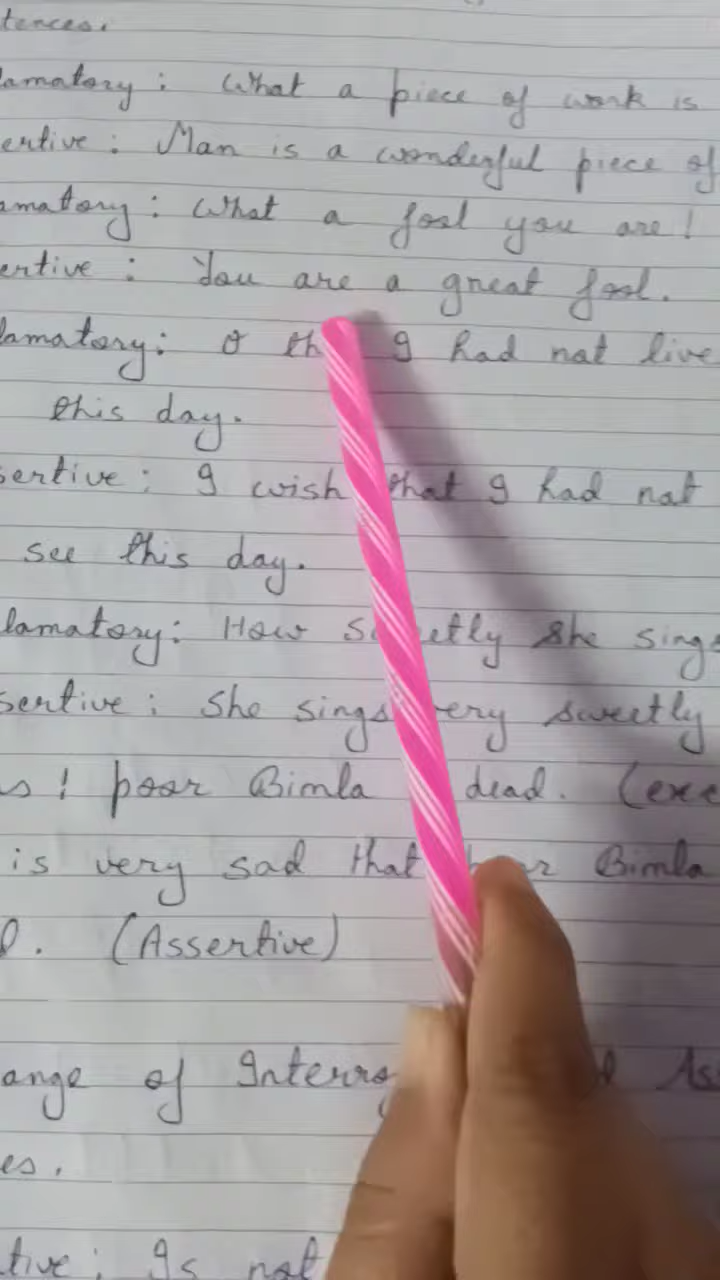 tences.
lamatory : What a piece of work is
ertive : Man is a wonderful piece of
amatory : What a fool you are!
ertive : You are a great fool.
lamatory: O th I had not live
this day.
sertive : I wish that I had not
see this day.
lamatory: How s etly she sings
sertive : She sings ery sweetly
s ! poor Bimla dead. (exc
is very sad that r Bimla
. (Assertive)
ange of Interro As
es.
tive : Is not